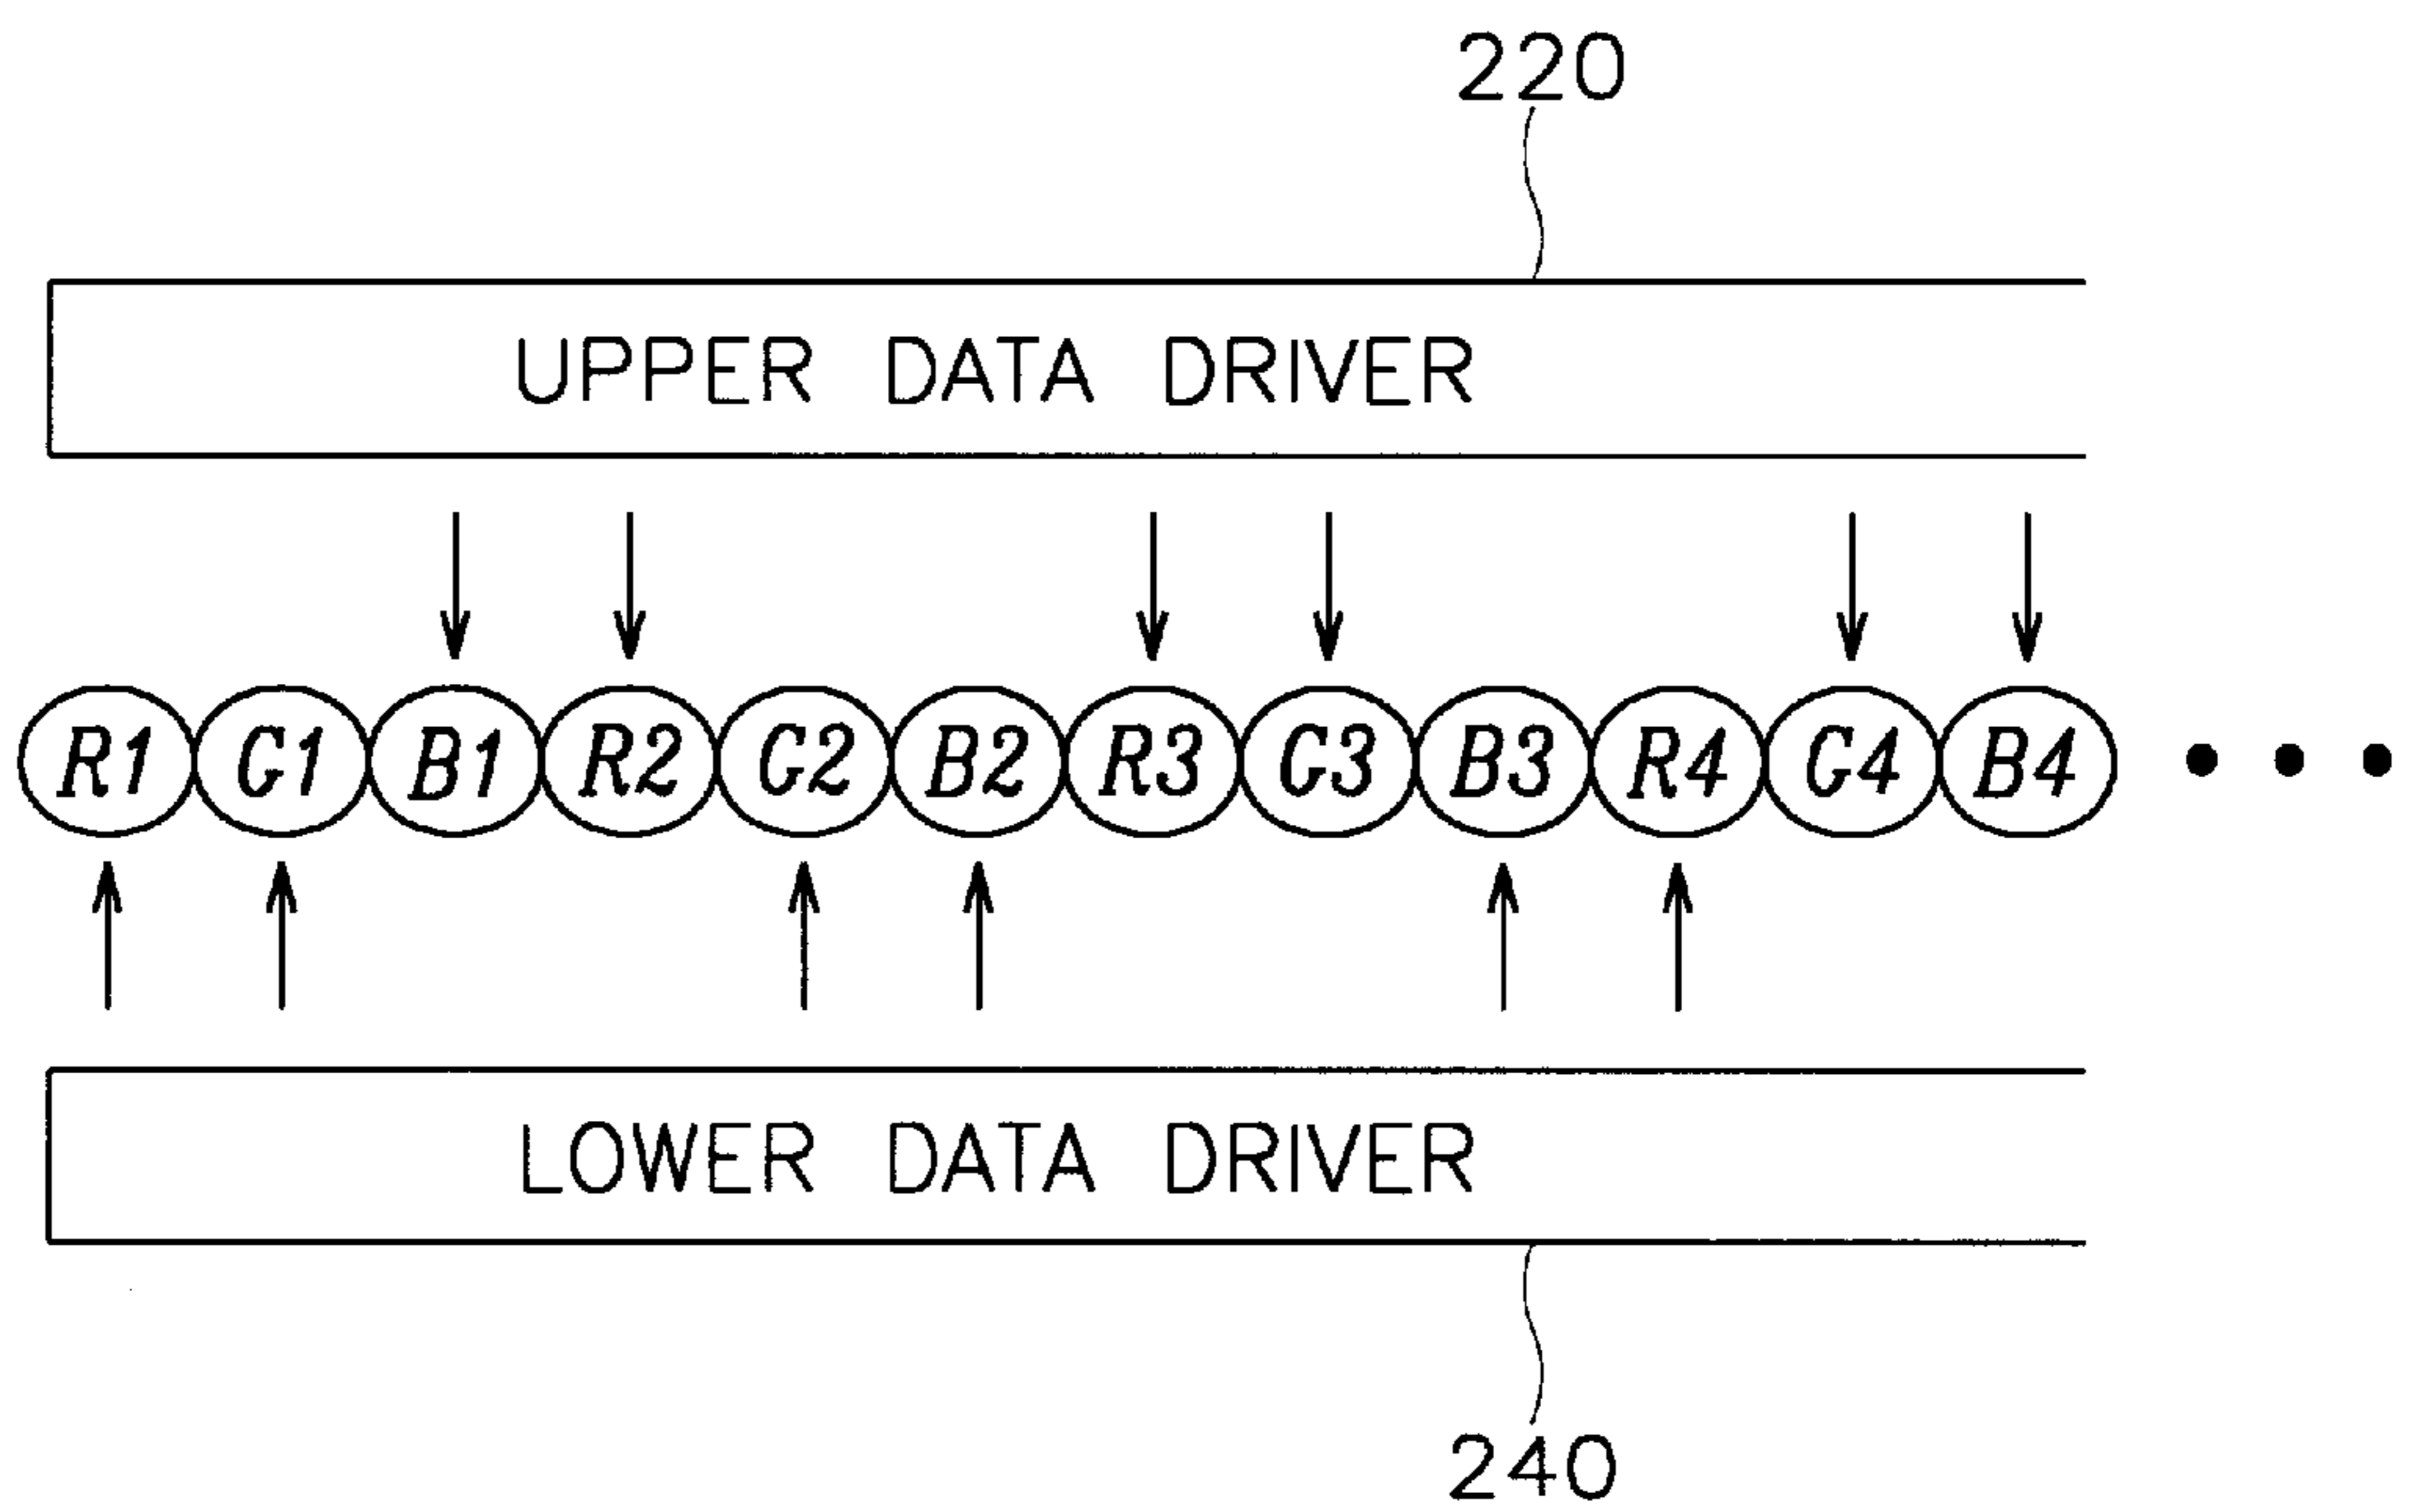 220
UPPER DATA DRIVER
R1 G1 B1 R2 G2 B2 R3 G3 B3 R4 G4 B4
LOWER DATA DRIVER
240